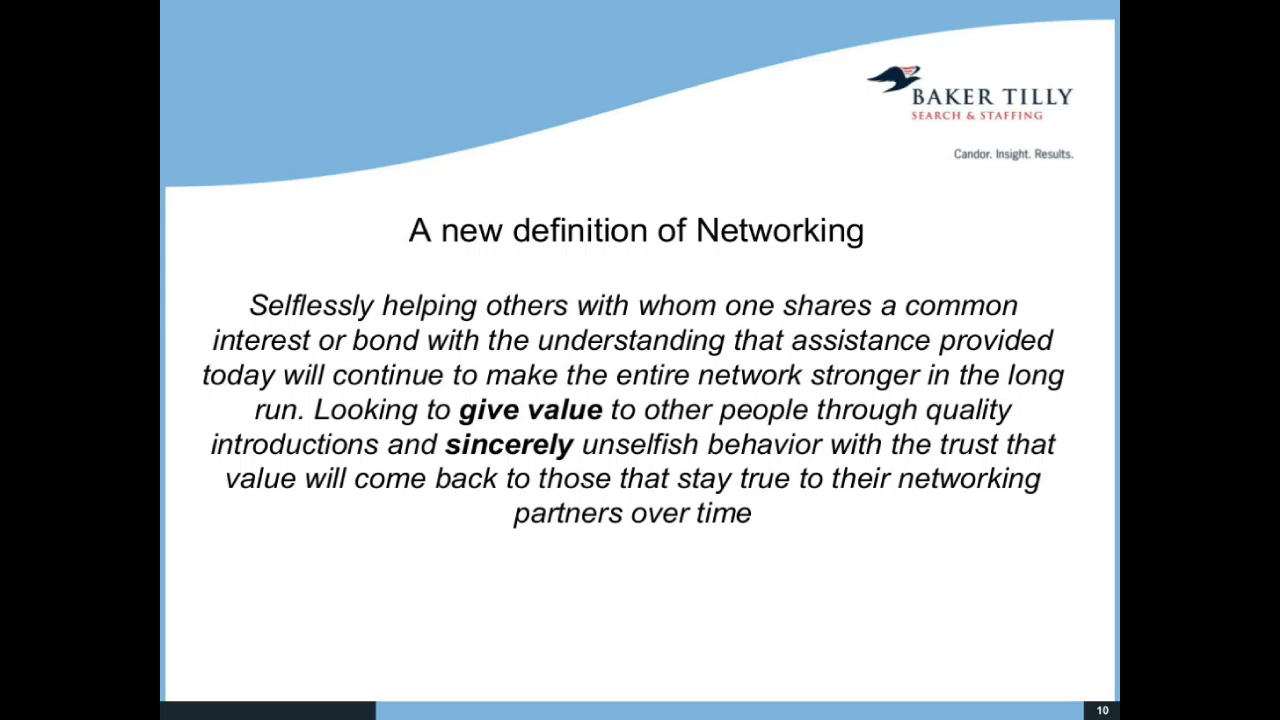 BAKER TILLY
SEARCH & STAFFING
Candor. Insight. Results.
A new definition of Networking
Selflessly helping others with whom one shares a common
interest or bond with the understanding that assistance provided
today will continue to make the entire network stronger in the long
run. Looking to give value to other people through quality
introductions and sincerely unselfish behavior with the trust that
value will come back to those that stay true to their networking
partners over time
10